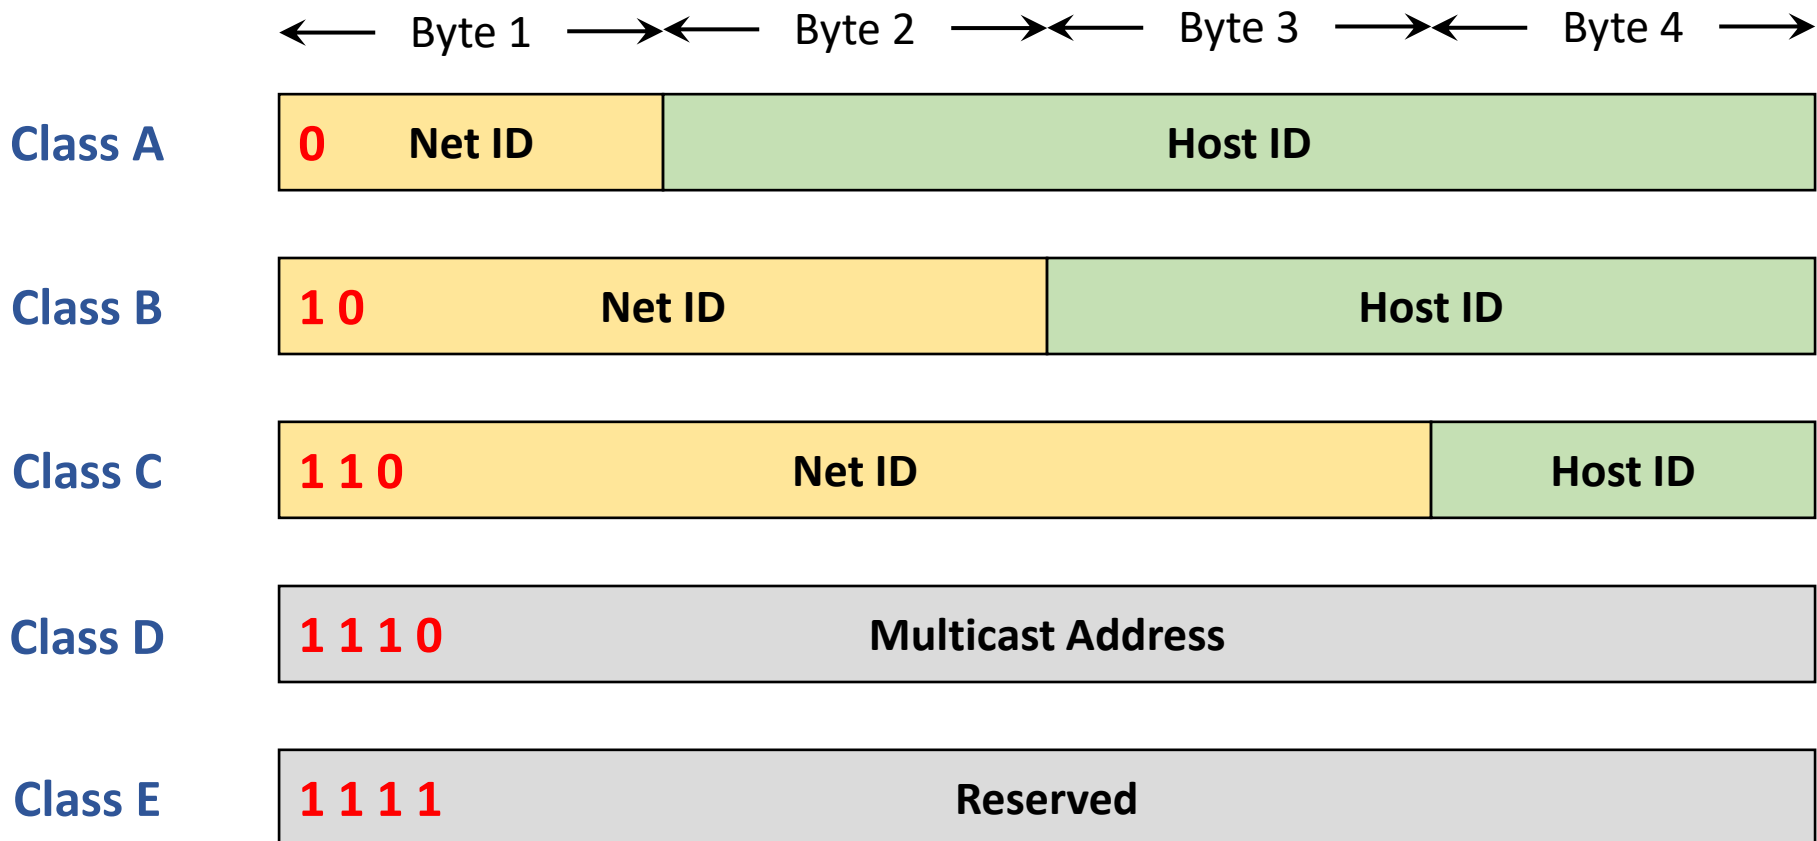 Byte 1 Byte 2 Byte 3 Byte 4
Class A 0 Net ID Host ID
Class B 1 0 Net ID Host ID
Class C 1 1 0 Net ID Host ID
Class D 1 1 1 0 Multicast Address
Class E 1 1 1 1 Reserved